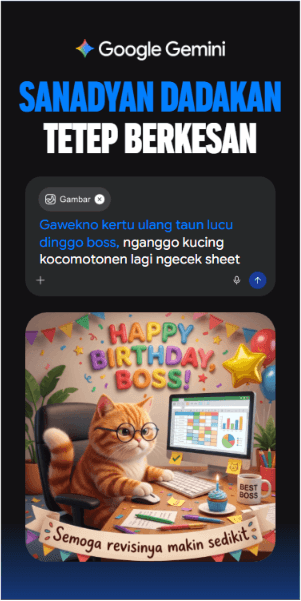 Google Gemini
SANADYAN DADAKAN
TETEP BERKESAN
Gambar
Gawekno kertu ulang taun lucu
dinggo boss, nganggo kucing
kocomotonen lagi ngecek sheet
HAPPY
BIRTHDAY,
BOSS!
BEST
BOSS
Semoga revisinya makin sedikit